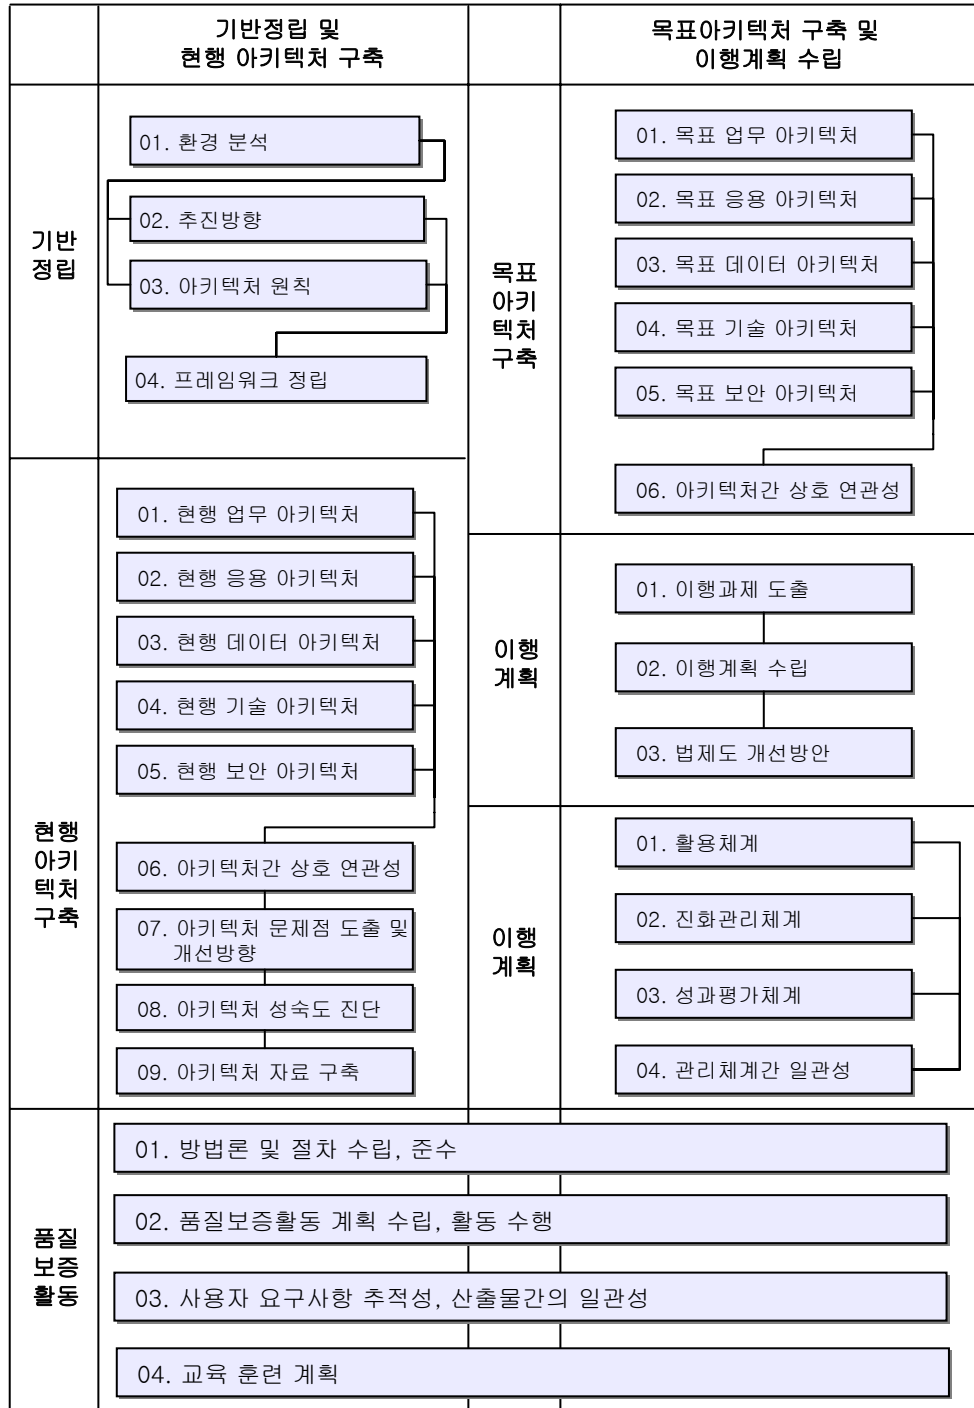 기반정립 및
현행 아키텍처 구축
목표아키텍처 구축 및
이행계획 수립
기반
정립
01. 환경 분석
02. 추진방향
03. 아키텍처 원칙
04. 프레임워크 정립
현행
아키
텍처
구축
01. 현행 업무 아키텍처
02. 현행 응용 아키텍처
03. 현행 데이터 아키텍처
04. 현행 기술 아키텍처
05. 현행 보안 아키텍처
06. 아키텍처간 상호 연관성
07. 아키텍처 문제점 도출 및
개선방향
08. 아키텍처 성숙도 진단
09. 아키텍처 자료 구축
목표
아키
텍처
구축
01. 목표 업무 아키텍처
02. 목표 응용 아키텍처
03. 목표 데이터 아키텍처
04. 목표 기술 아키텍처
05. 목표 보안 아키텍처
06. 아키텍처간 상호 연관성
이행
계획
01. 이행과제 도출
02. 이행계획 수립
03. 법제도 개선방안
이행
계획
01. 활용체계
02. 진화관리체계
03. 성과평가체계
04. 관리체계간 일관성
품질
보증
활동
01. 방법론 및 절차 수립, 준수
02. 품질보증활동 계획 수립, 활동 수행
03. 사용자 요구사항 추적성, 산출물간의 일관성
04. 교육 훈련 계획